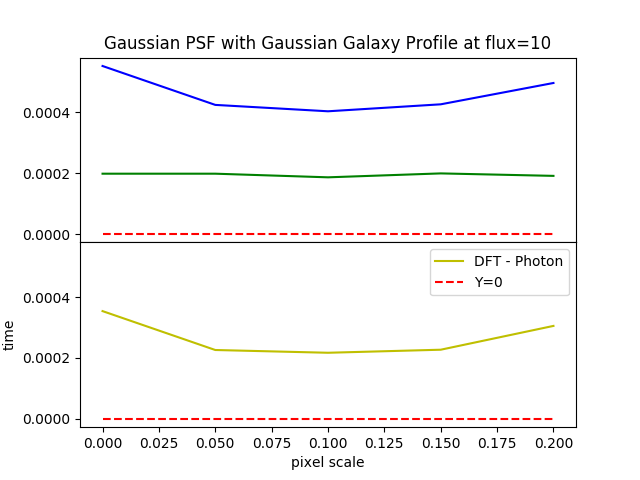 Gaussian PSF with Gaussian Galaxy Profile at flux=10
0.0004
0.0002
0.0000
DFT - Photon
Y=0
0.0004
0.0002
0.0000
time
0.000 0.025 0.050 0.075 0.100 0.125 0.150 0.175 0.200
pixel scale